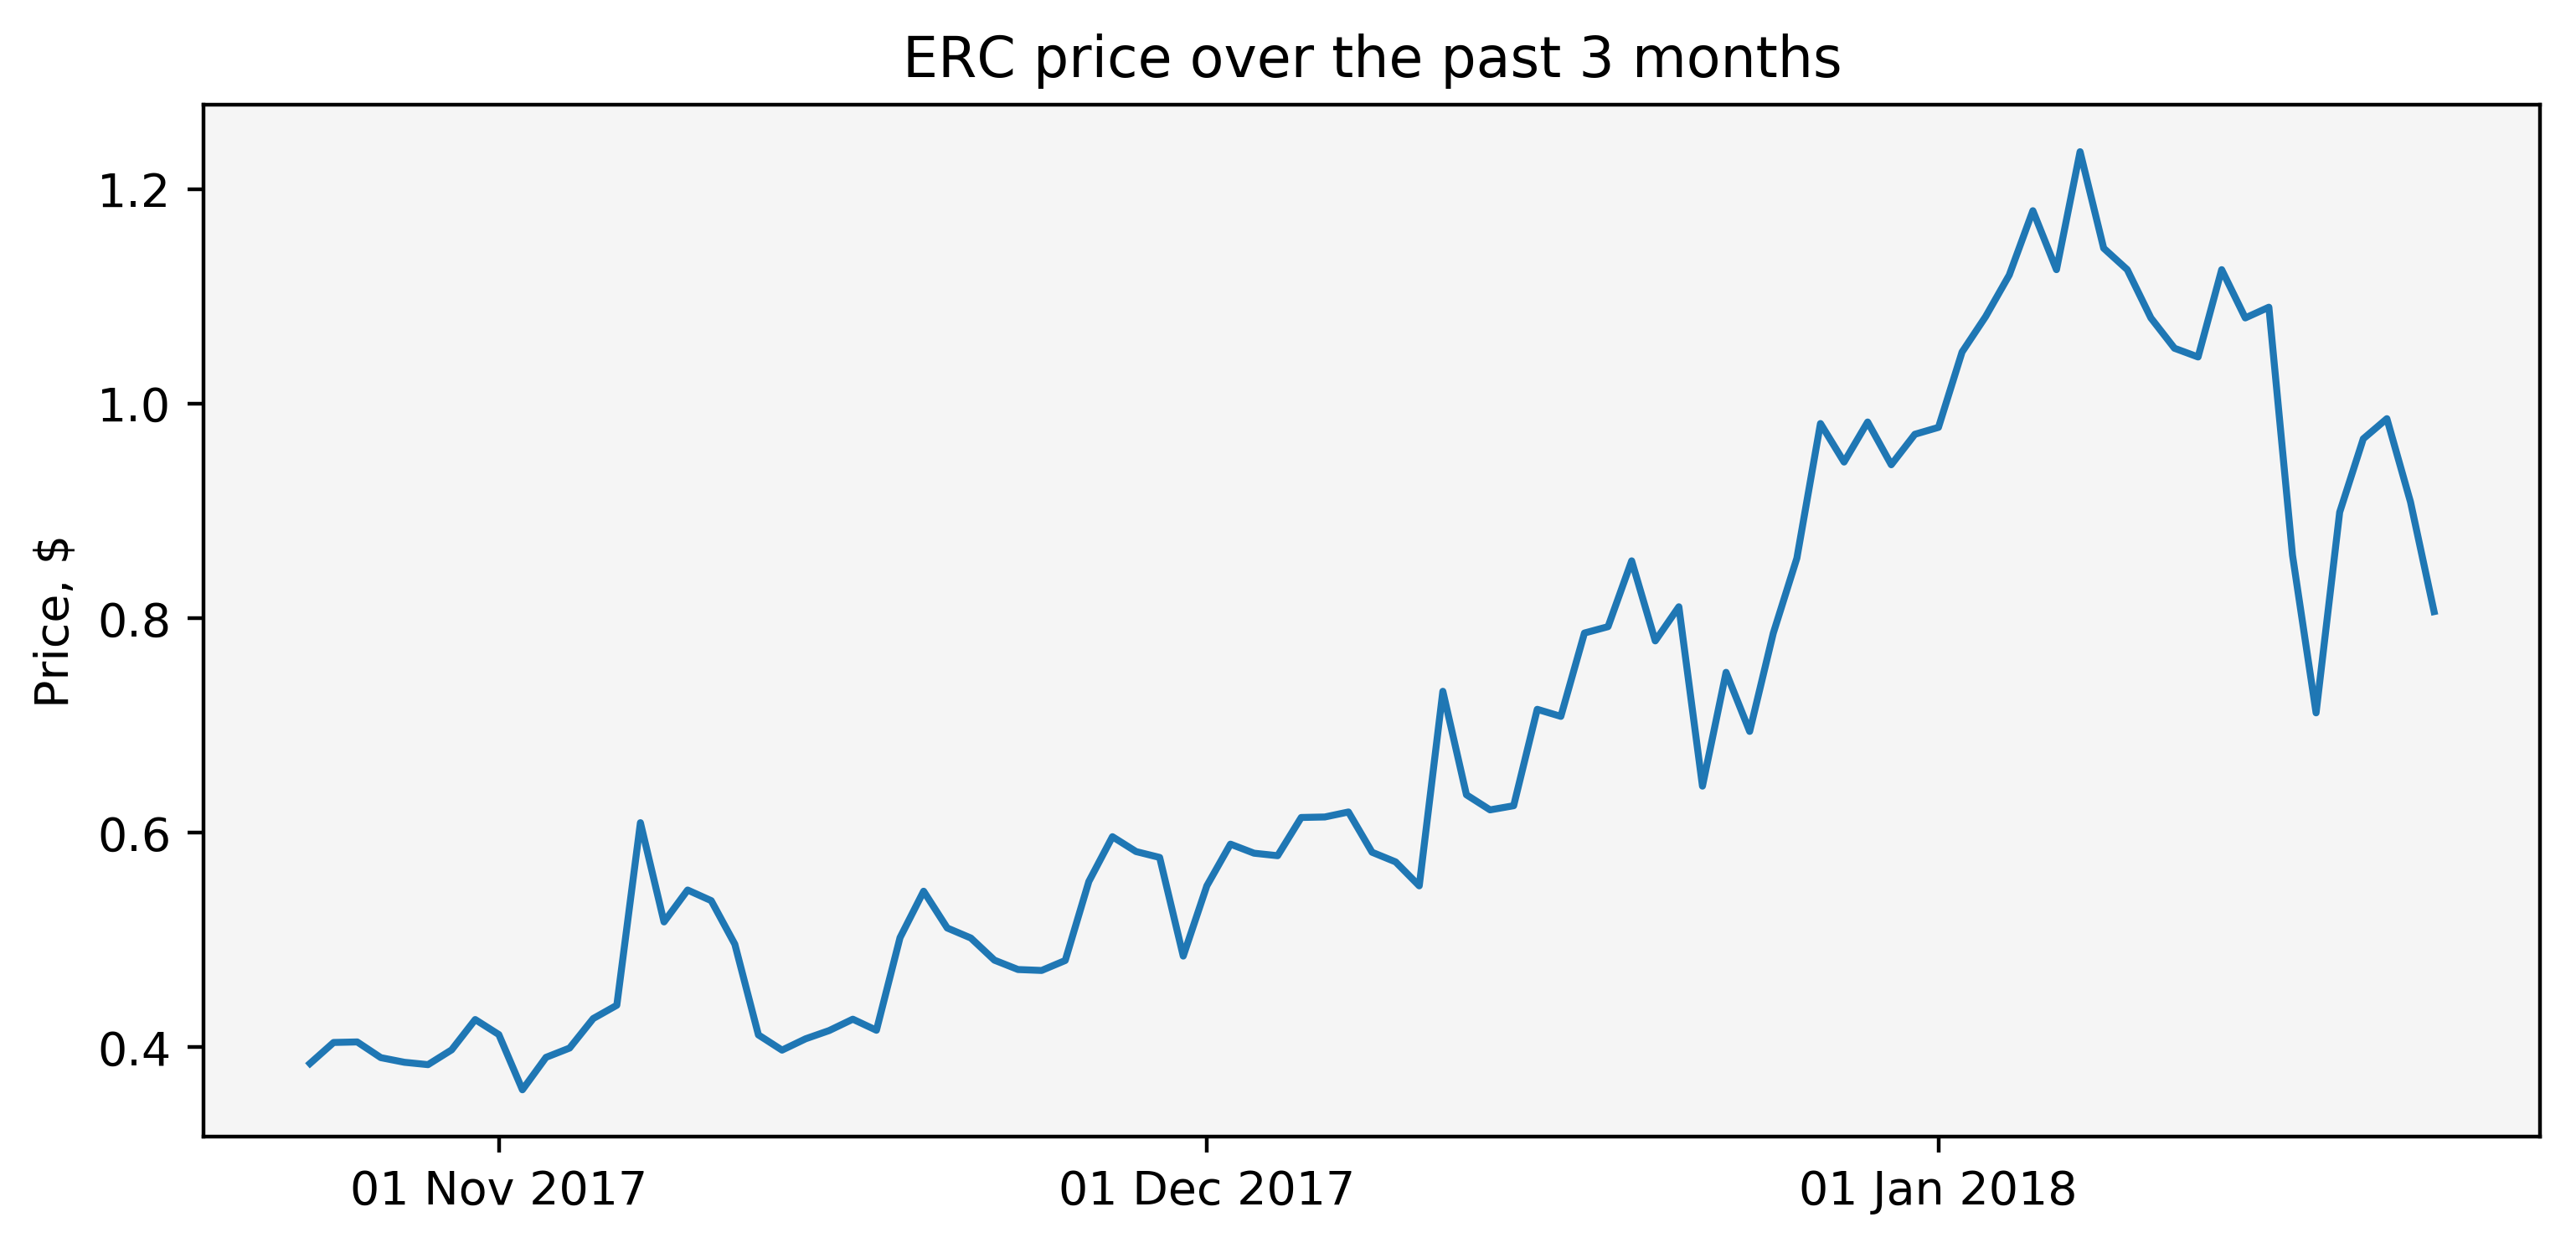 ERC price over the past 3 months
Price, $
1.2
1.0
0.8
0.6
0.4
01 Nov 2017
01 Dec 2017
01 Jan 2018